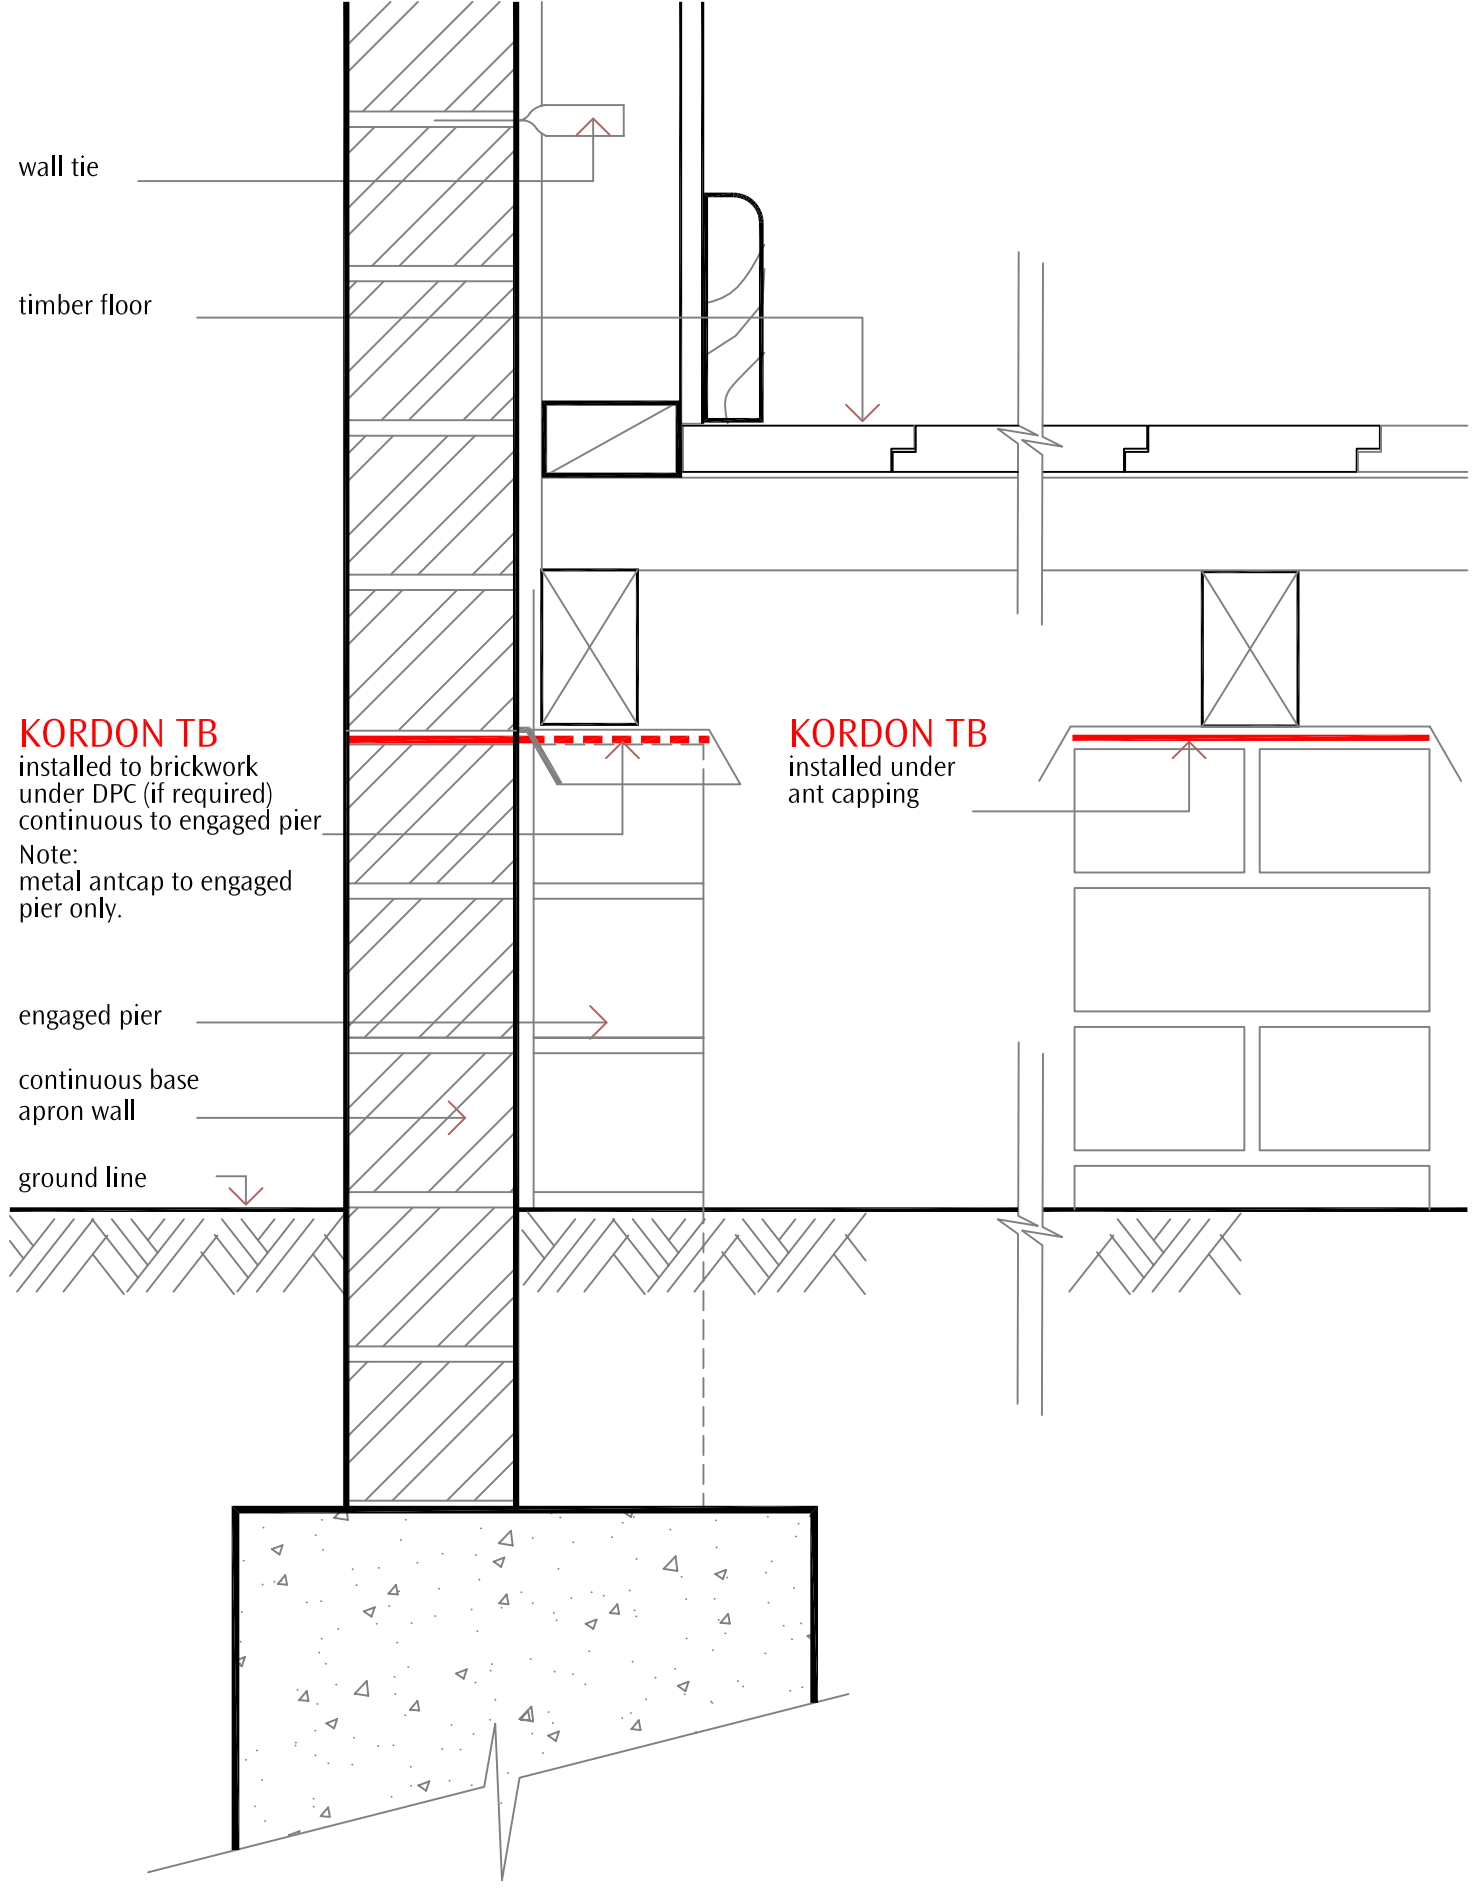 wall tie
timber floor
KORDON TB
installed to brickwork
under DPC (if required)
continuous to engaged pier
Note:
metal antcap to engaged
pier only.
KORDON TB
installed under
ant capping
engaged pier
continuous base
apron wall
ground line